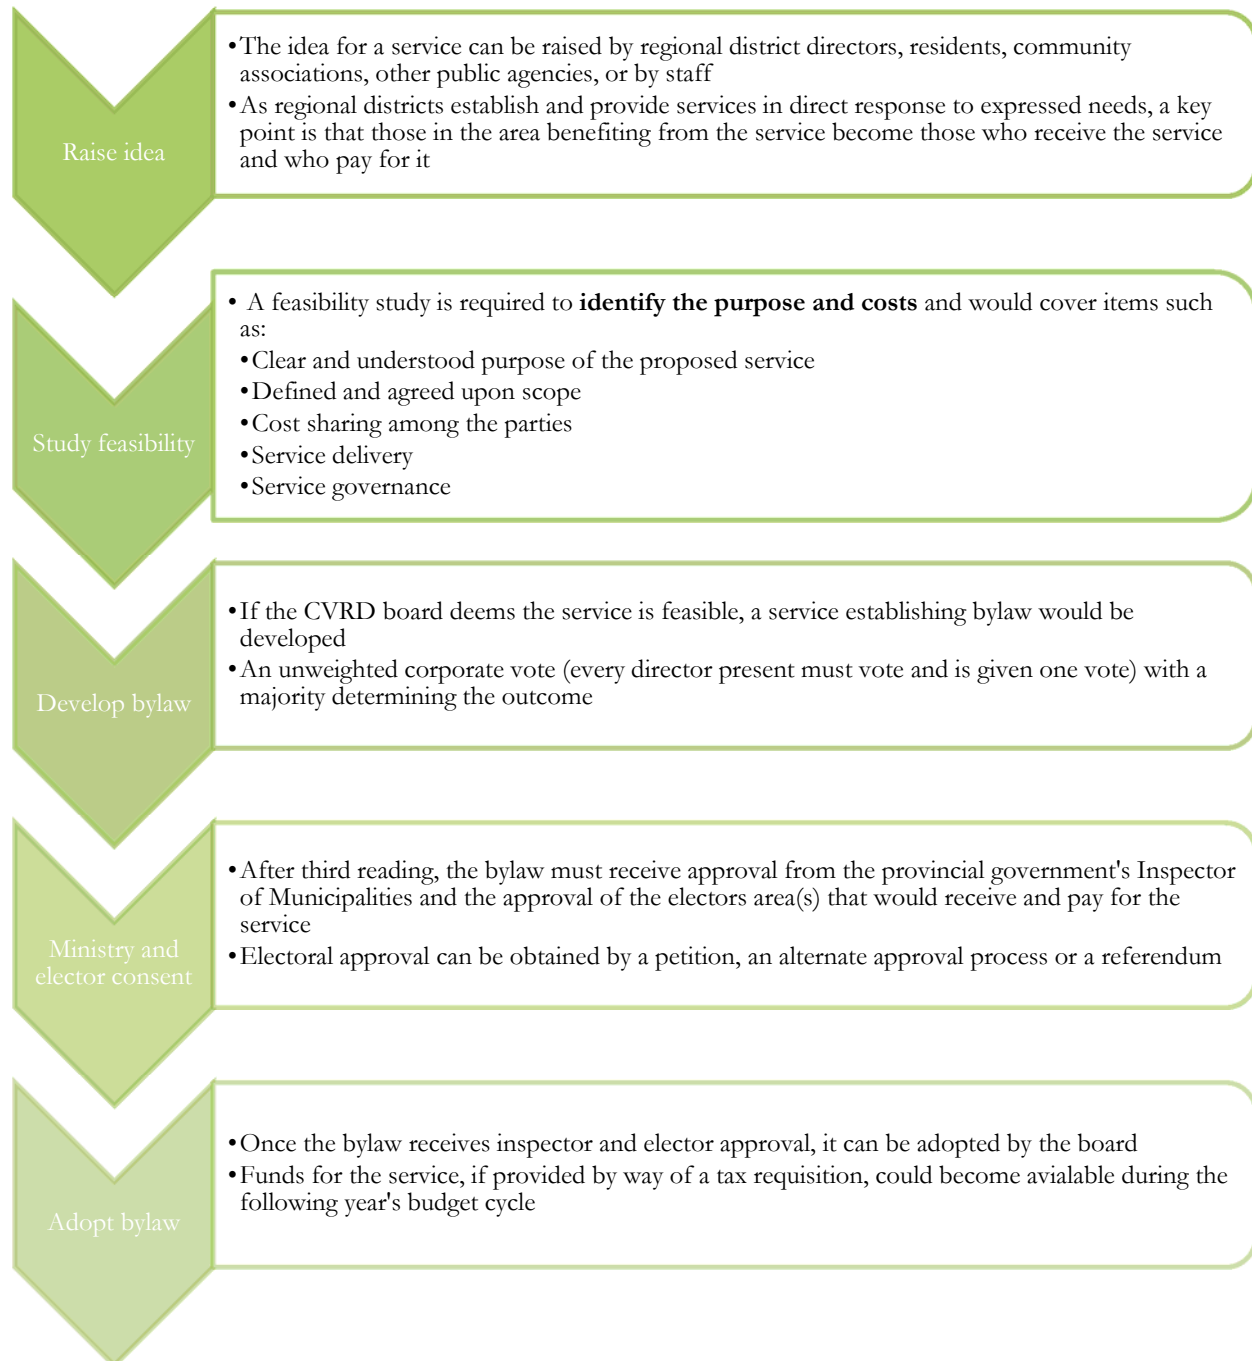 Raise idea
•The idea for a service can be raised by regional district directors, residents, community
associations, other public agencies, or by staff
•As regional districts establish and provide services in direct response to expressed needs, a key
point is that those in the area benefiting from the service become those who receive the service
and who pay for it
Study feasibility
• A feasibility study is required to identify the purpose and costs and would cover items such
as:
•Clear and understood purpose of the proposed service
•Defined and agreed upon scope
•Cost sharing among the parties
•Service delivery
•Service governance
Develop bylaw
•If the CVRD board deems the service is feasible, a service establishing bylaw would be
developed
•An unweighted corporate vote (every director present must vote and is given one vote) with a
majority determining the outcome
Ministry and
elector consent
•After third reading, the bylaw must receive approval from the provincial government's Inspector
of Municipalities and the approval of the electors area(s) that would receive and pay for the
service
•Electoral approval can be obtained by a petition, an alternate approval process or a referendum
Adopt bylaw
•Once the bylaw receives inspector and elector approval, it can be adopted by the board
•Funds for the service, if provided by way of a tax requisition, could become avialable during the
following year's budget cycle